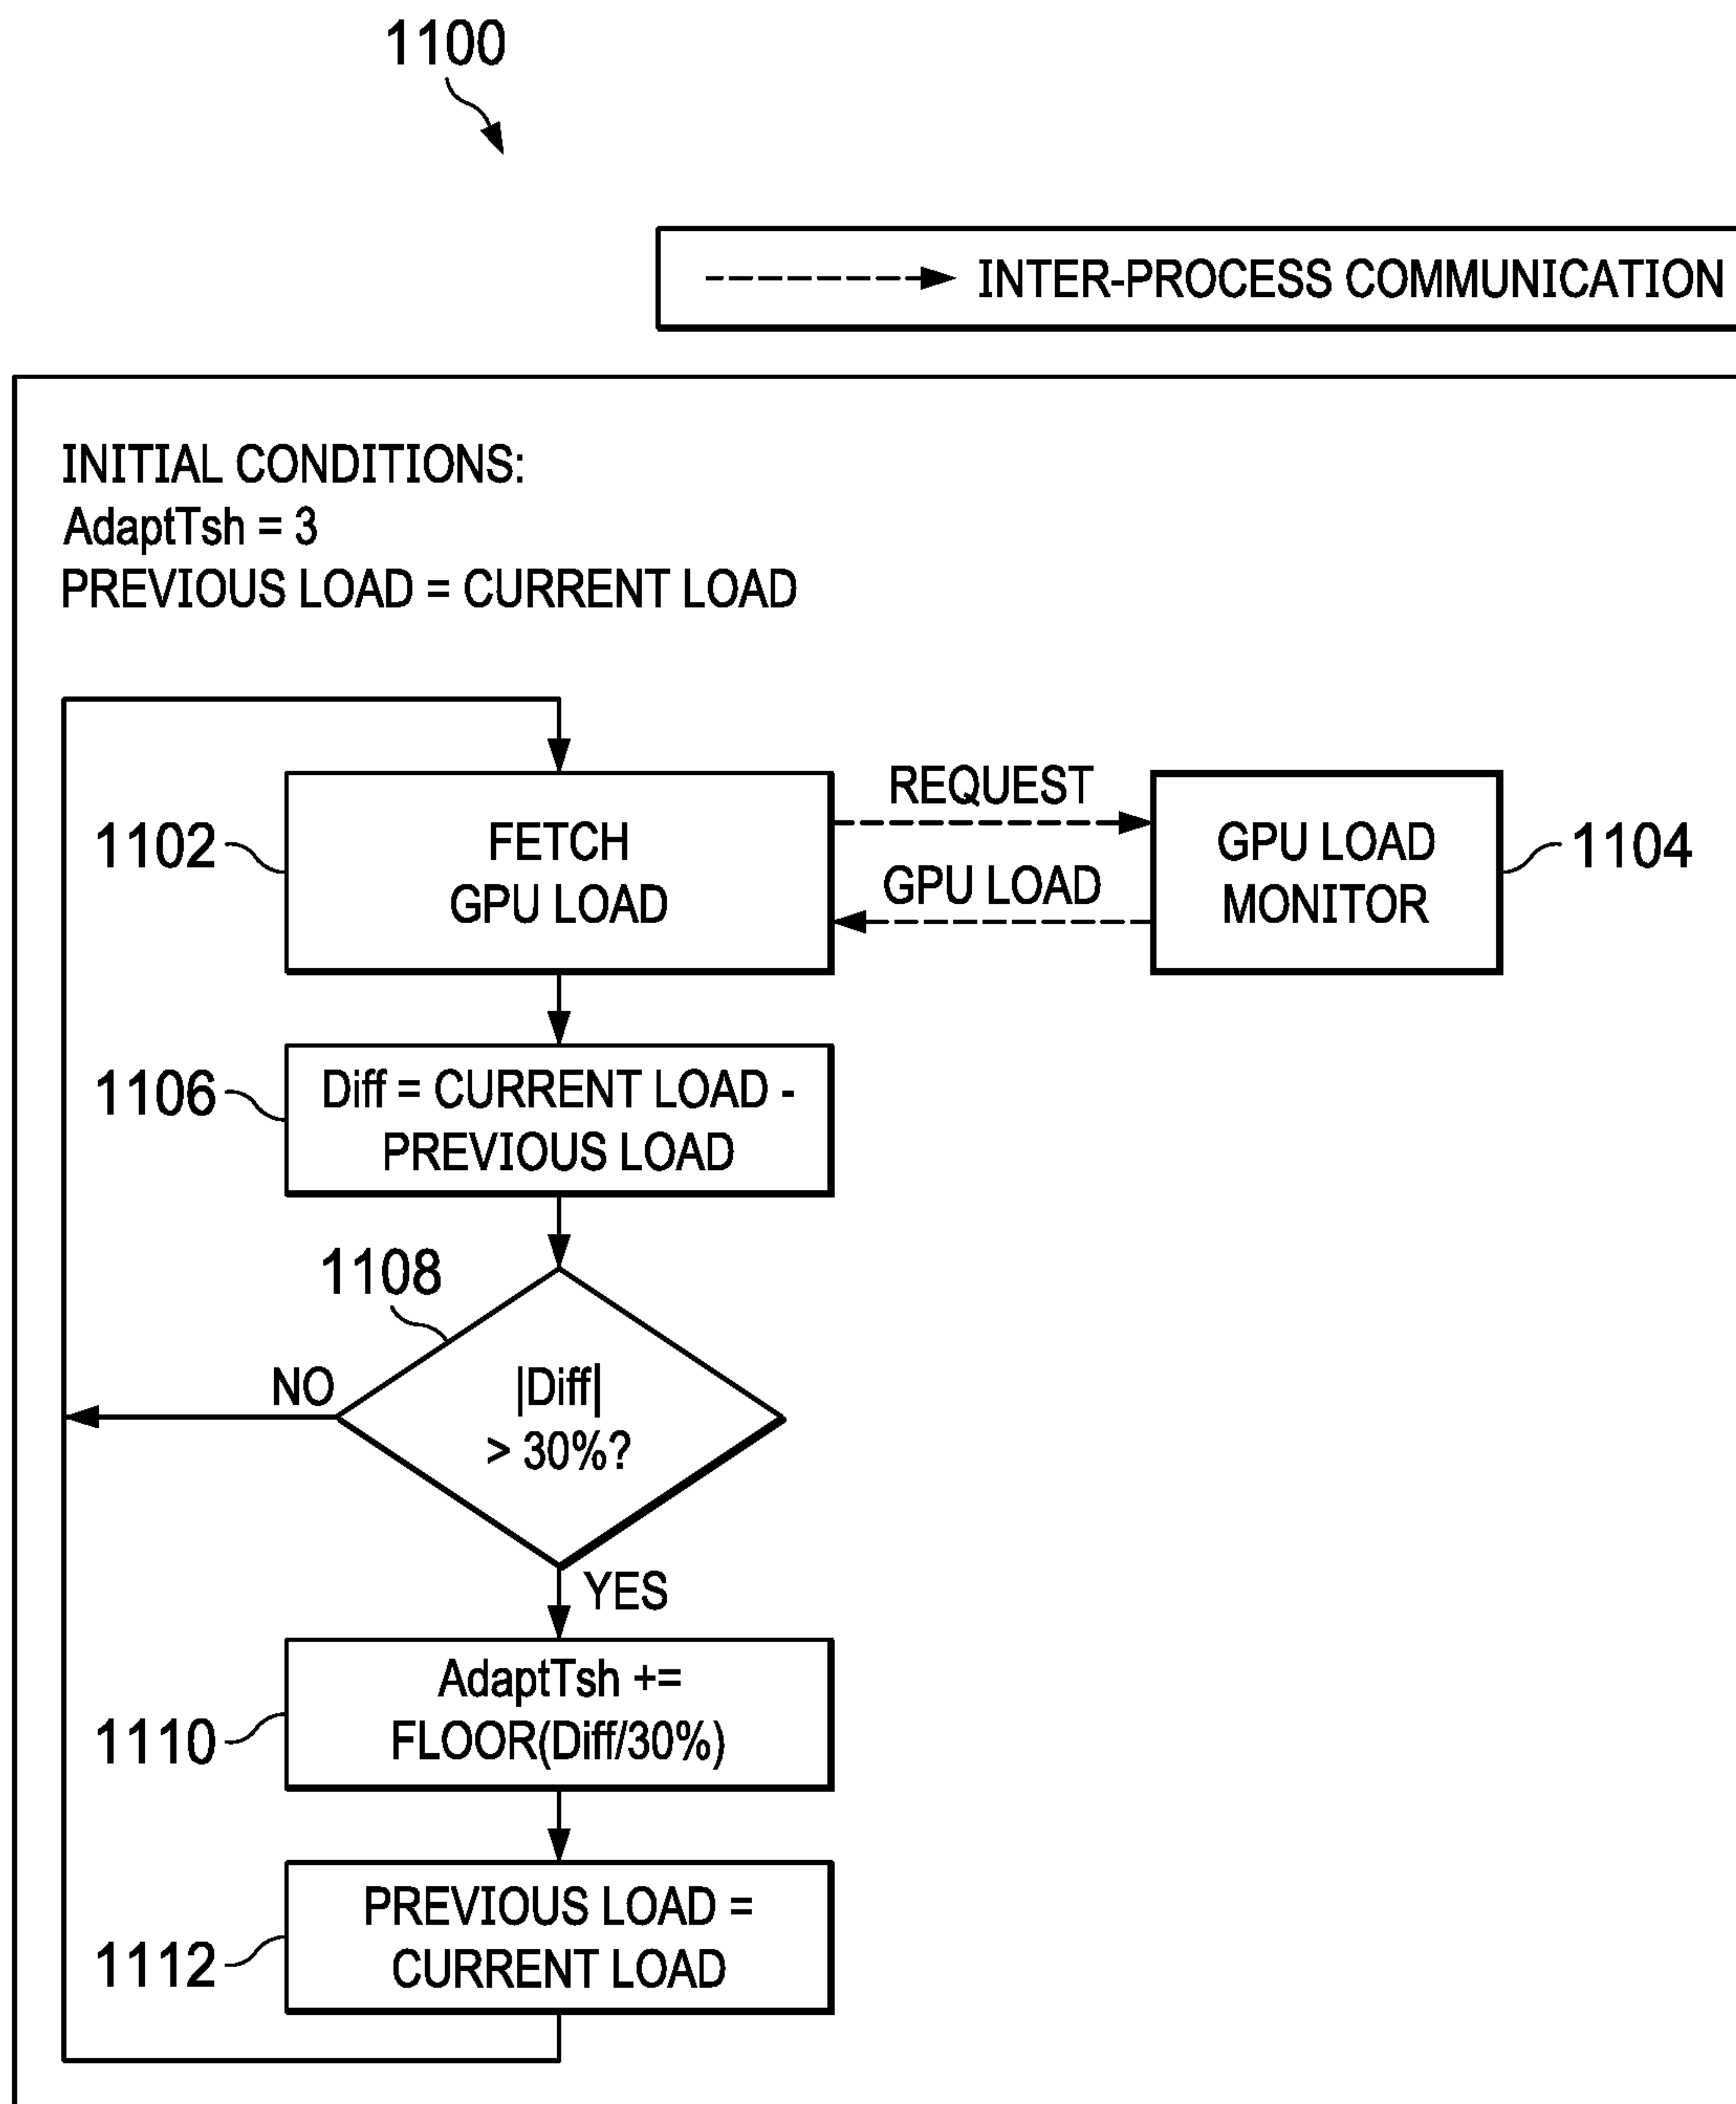 1100
INTER-PROCESS COMMUNICATION
INITIAL CONDITIONS:
AdaptTsh = 3
PREVIOUS LOAD = CURRENT LOAD
1102
FETCH
GPU LOAD
REQUEST
GPU LOAD
GPU LOAD
MONITOR
1104
1106
Diff = CURRENT LOAD -
PREVIOUS LOAD
1108
|Diff|
> 30%?
NO
YES
1110
AdaptTsh +=
FLOOR(Diff/30%)
1112
PREVIOUS LOAD =
CURRENT LOAD